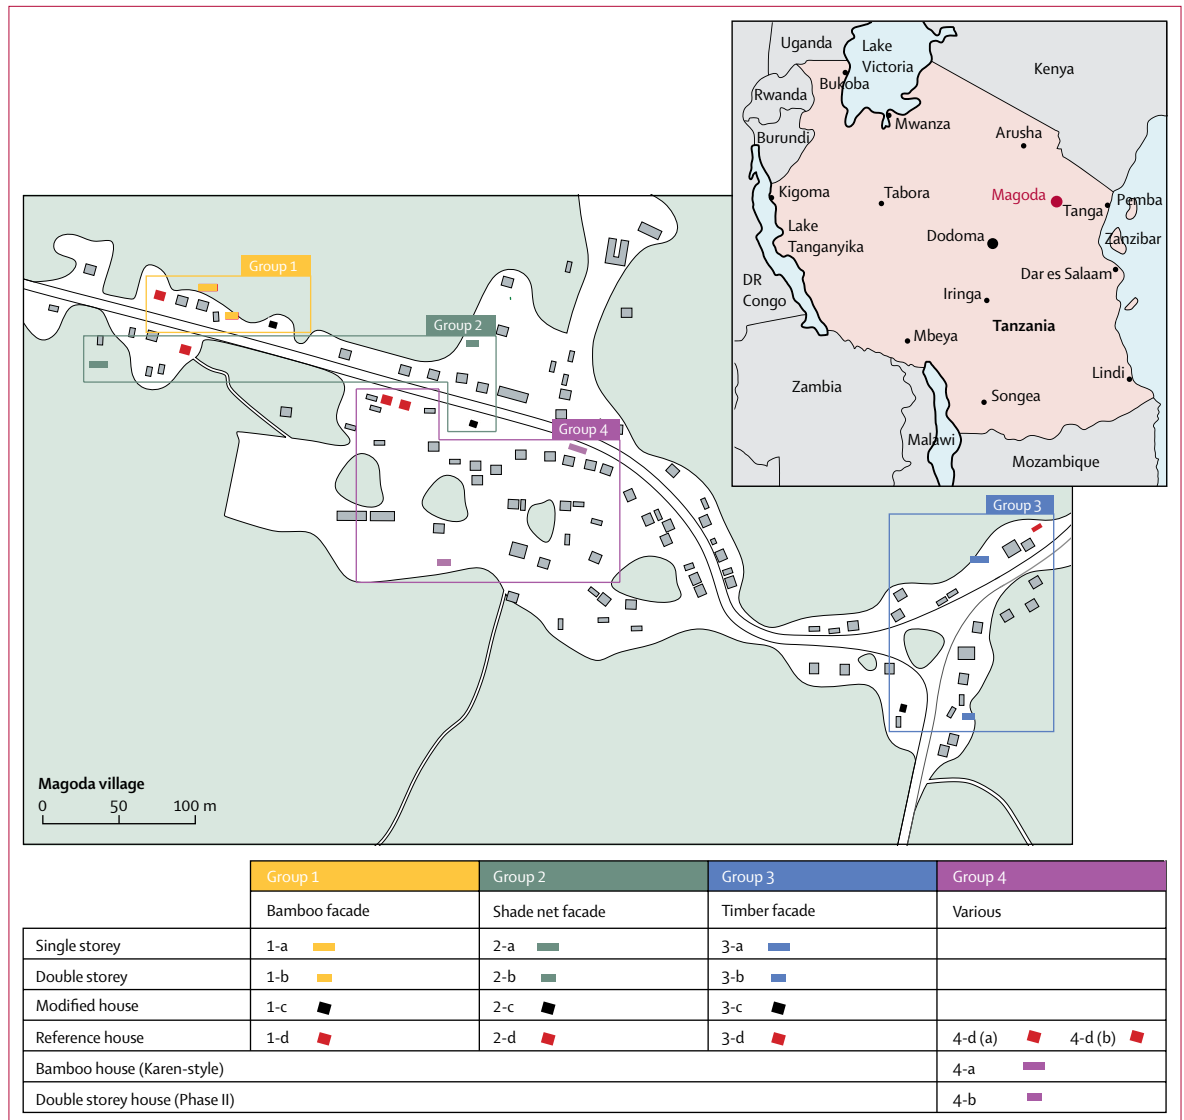 Uganda
Lake
Victoria
Kenya
Bukoba
Rwanda
Mwanza
Burundi
Arusha
Kigoma
Tabora
Magoda
Tanga
Pemba
Lake
Tanganyika
Dodoma
Zanzibar
DR
Congo
Dar es Salaam
Iringa
Tanzania
Mbeya
Zambia
Lindi
Songea
Malawi
Mozambique
Group 1
Group 2
Group 4
Group 3
Magoda village
0 50 100 m
Group 1 Group 2 Group 3 Group 4
Bamboo facade Shade net facade Timber facade Various
Single storey 1-a 2-a 3-a
Double storey 1-b 2-b 3-b
Modified house 1-c 2-c 3-c
Reference house 1-d 2-d 3-d 4-d (a) 4-d (b)
Bamboo house (Karen-style) 4-a
Double storey house (Phase II) 4-b